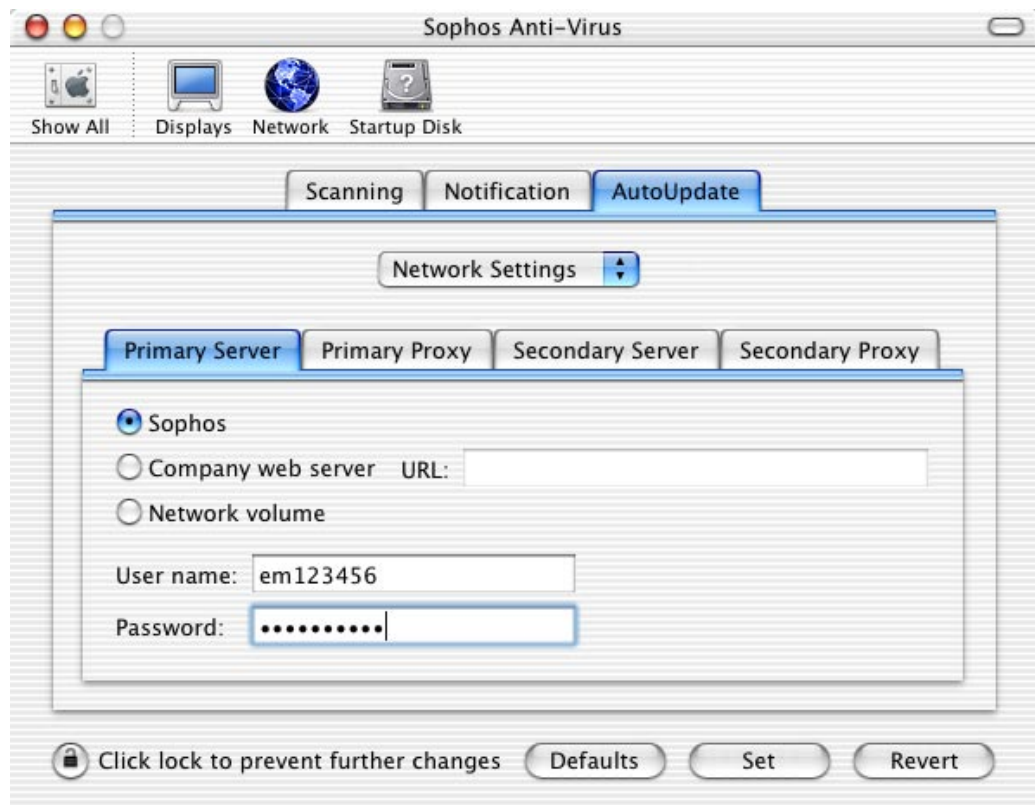 Sophos Anti-Virus
Show All Displays Network Startup Disk
Scanning Notification AutoUpdate
Network Settings
Primary Server Primary Proxy Secondary Server Secondary Proxy
Sophos
Company web server URL:
Network volume
User name: em123456
Password: ••••••••••
Click lock to prevent further changes Defaults Set Revert